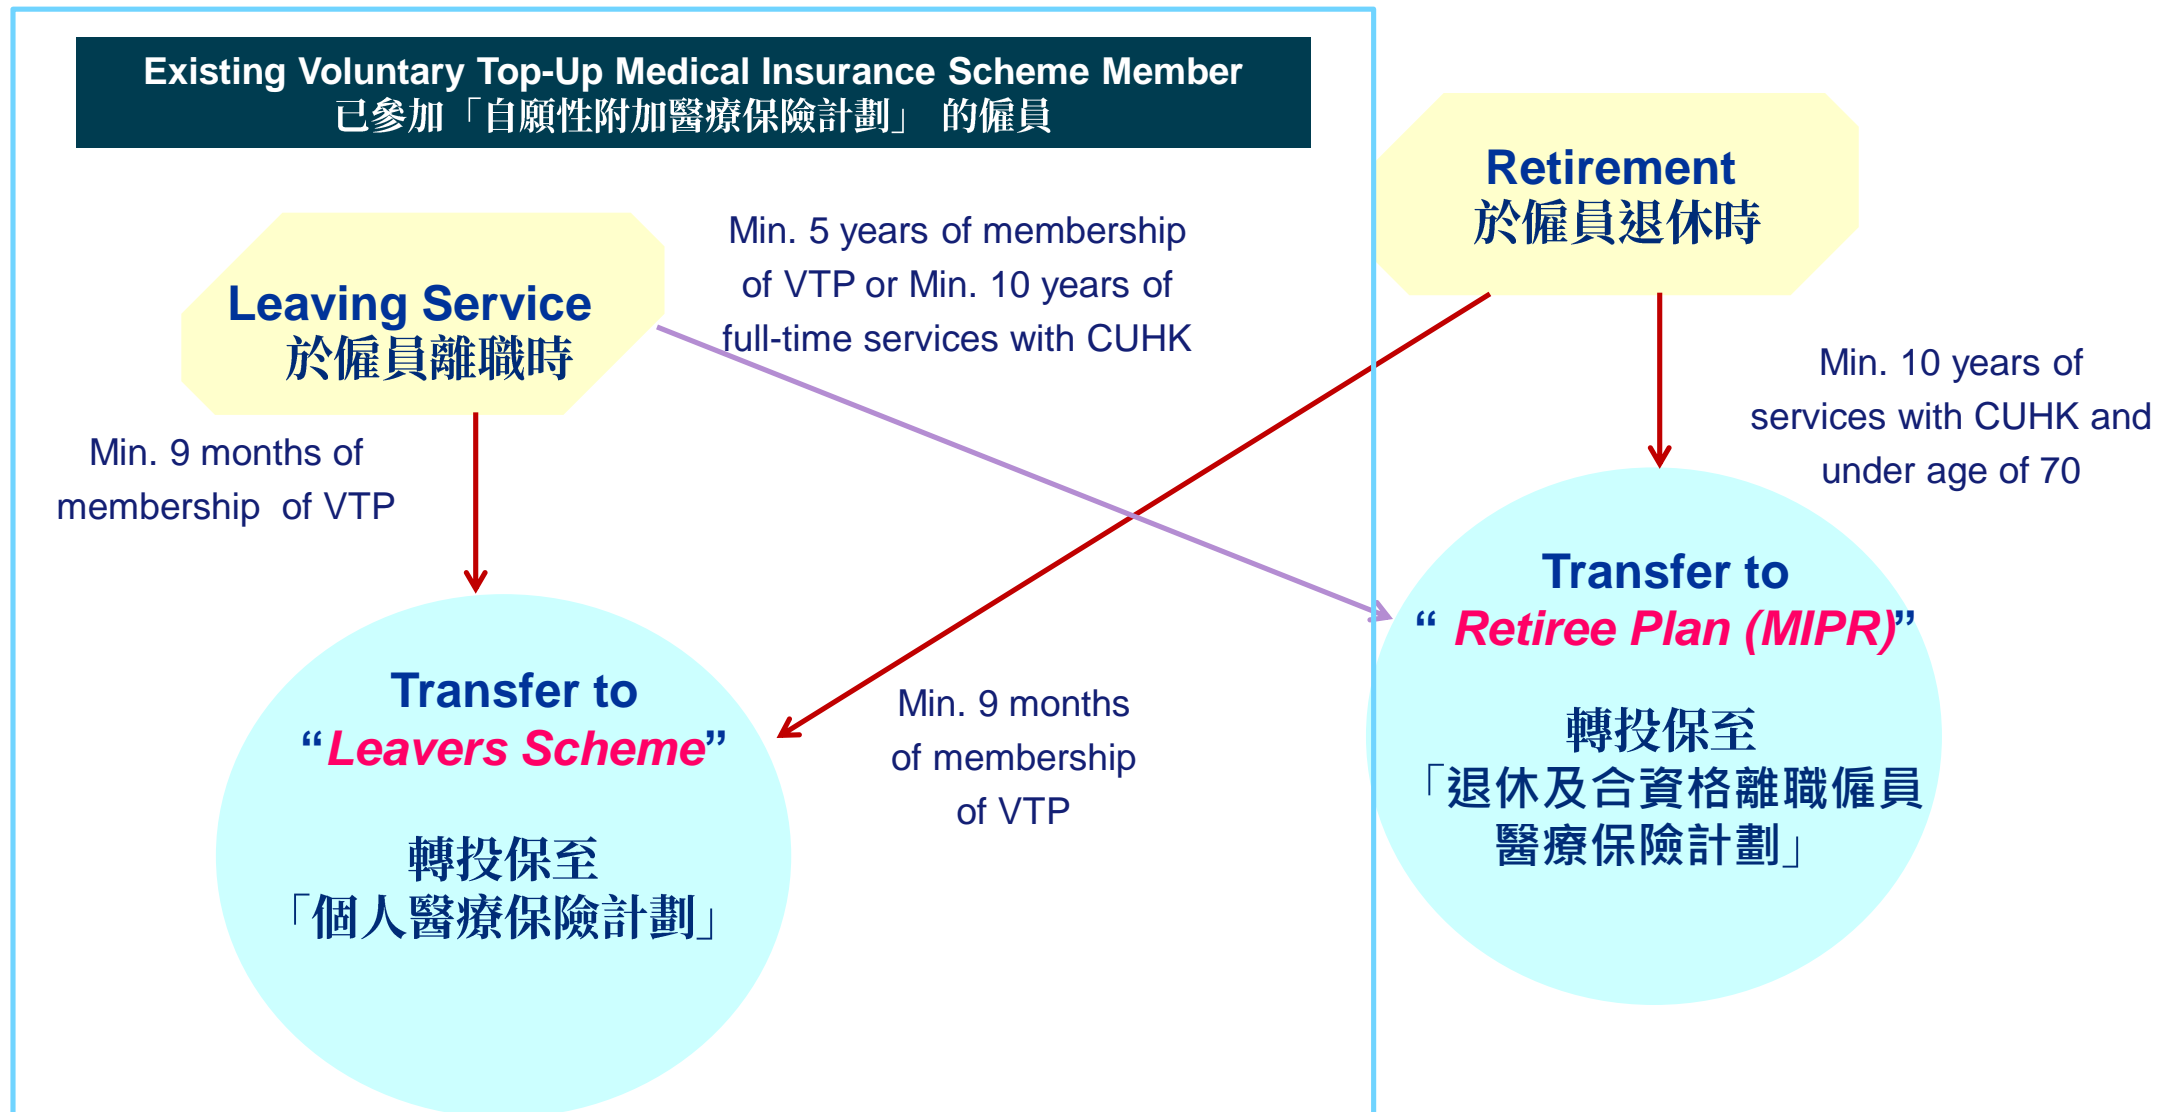 Existing Voluntary Top-Up Medical Insurance Scheme Member
已參加「自願性附加醫療保險計劃」 的僱員
Retirement
於僱員退休時
Leaving Service
於僱員離職時
Min. 5 years of membership
of VTP or Min. 10 years of
full-time services with CUHK
Min. 10 years of
services with CUHK and
under age of 70
Min. 9 months of
membership of VTP
Transfer to
“ Retiree Plan (MIPR)”
轉投保至
「退休及合資格離職僱員
醫療保險計劃」
Transfer to
“Leavers Scheme”
轉投保至
「個人醫療保險計劃」
Min. 9 months
of membership
of VTP